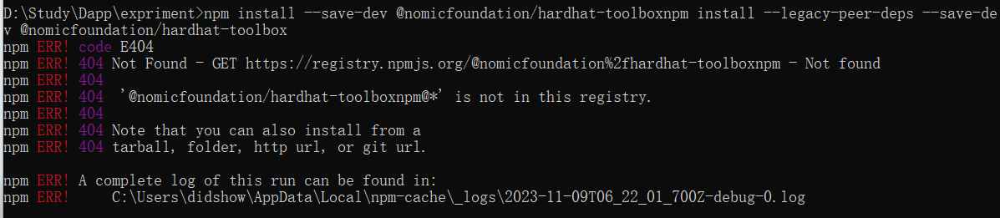 D:\Study\Dapp\expriment>npm install --save-dev @nomicfoundation/hardhat-toolboxnpm install --legacy-peer-deps --save-de
v @nomicfoundation/hardhat-toolbox
npm ERR! code E404
npm ERR! 404 Not Found - GET https://registry.npmjs.org/@nomicfoundation%2fhardhat-toolboxnpm - Not found
npm ERR! 404
npm ERR! 404  '@nomicfoundation/hardhat-toolboxnpm@*' is not in this registry.
npm ERR! 404
npm ERR! 404 Note that you can also install from a
npm ERR! 404 tarball, folder, http url, or git url.
npm ERR! A complete log of this run can be found in:
npm ERR!     C:\Users\didshow\AppData\Local\npm-cache\_logs\2023-11-09T06_22_01_700Z-debug-0.log